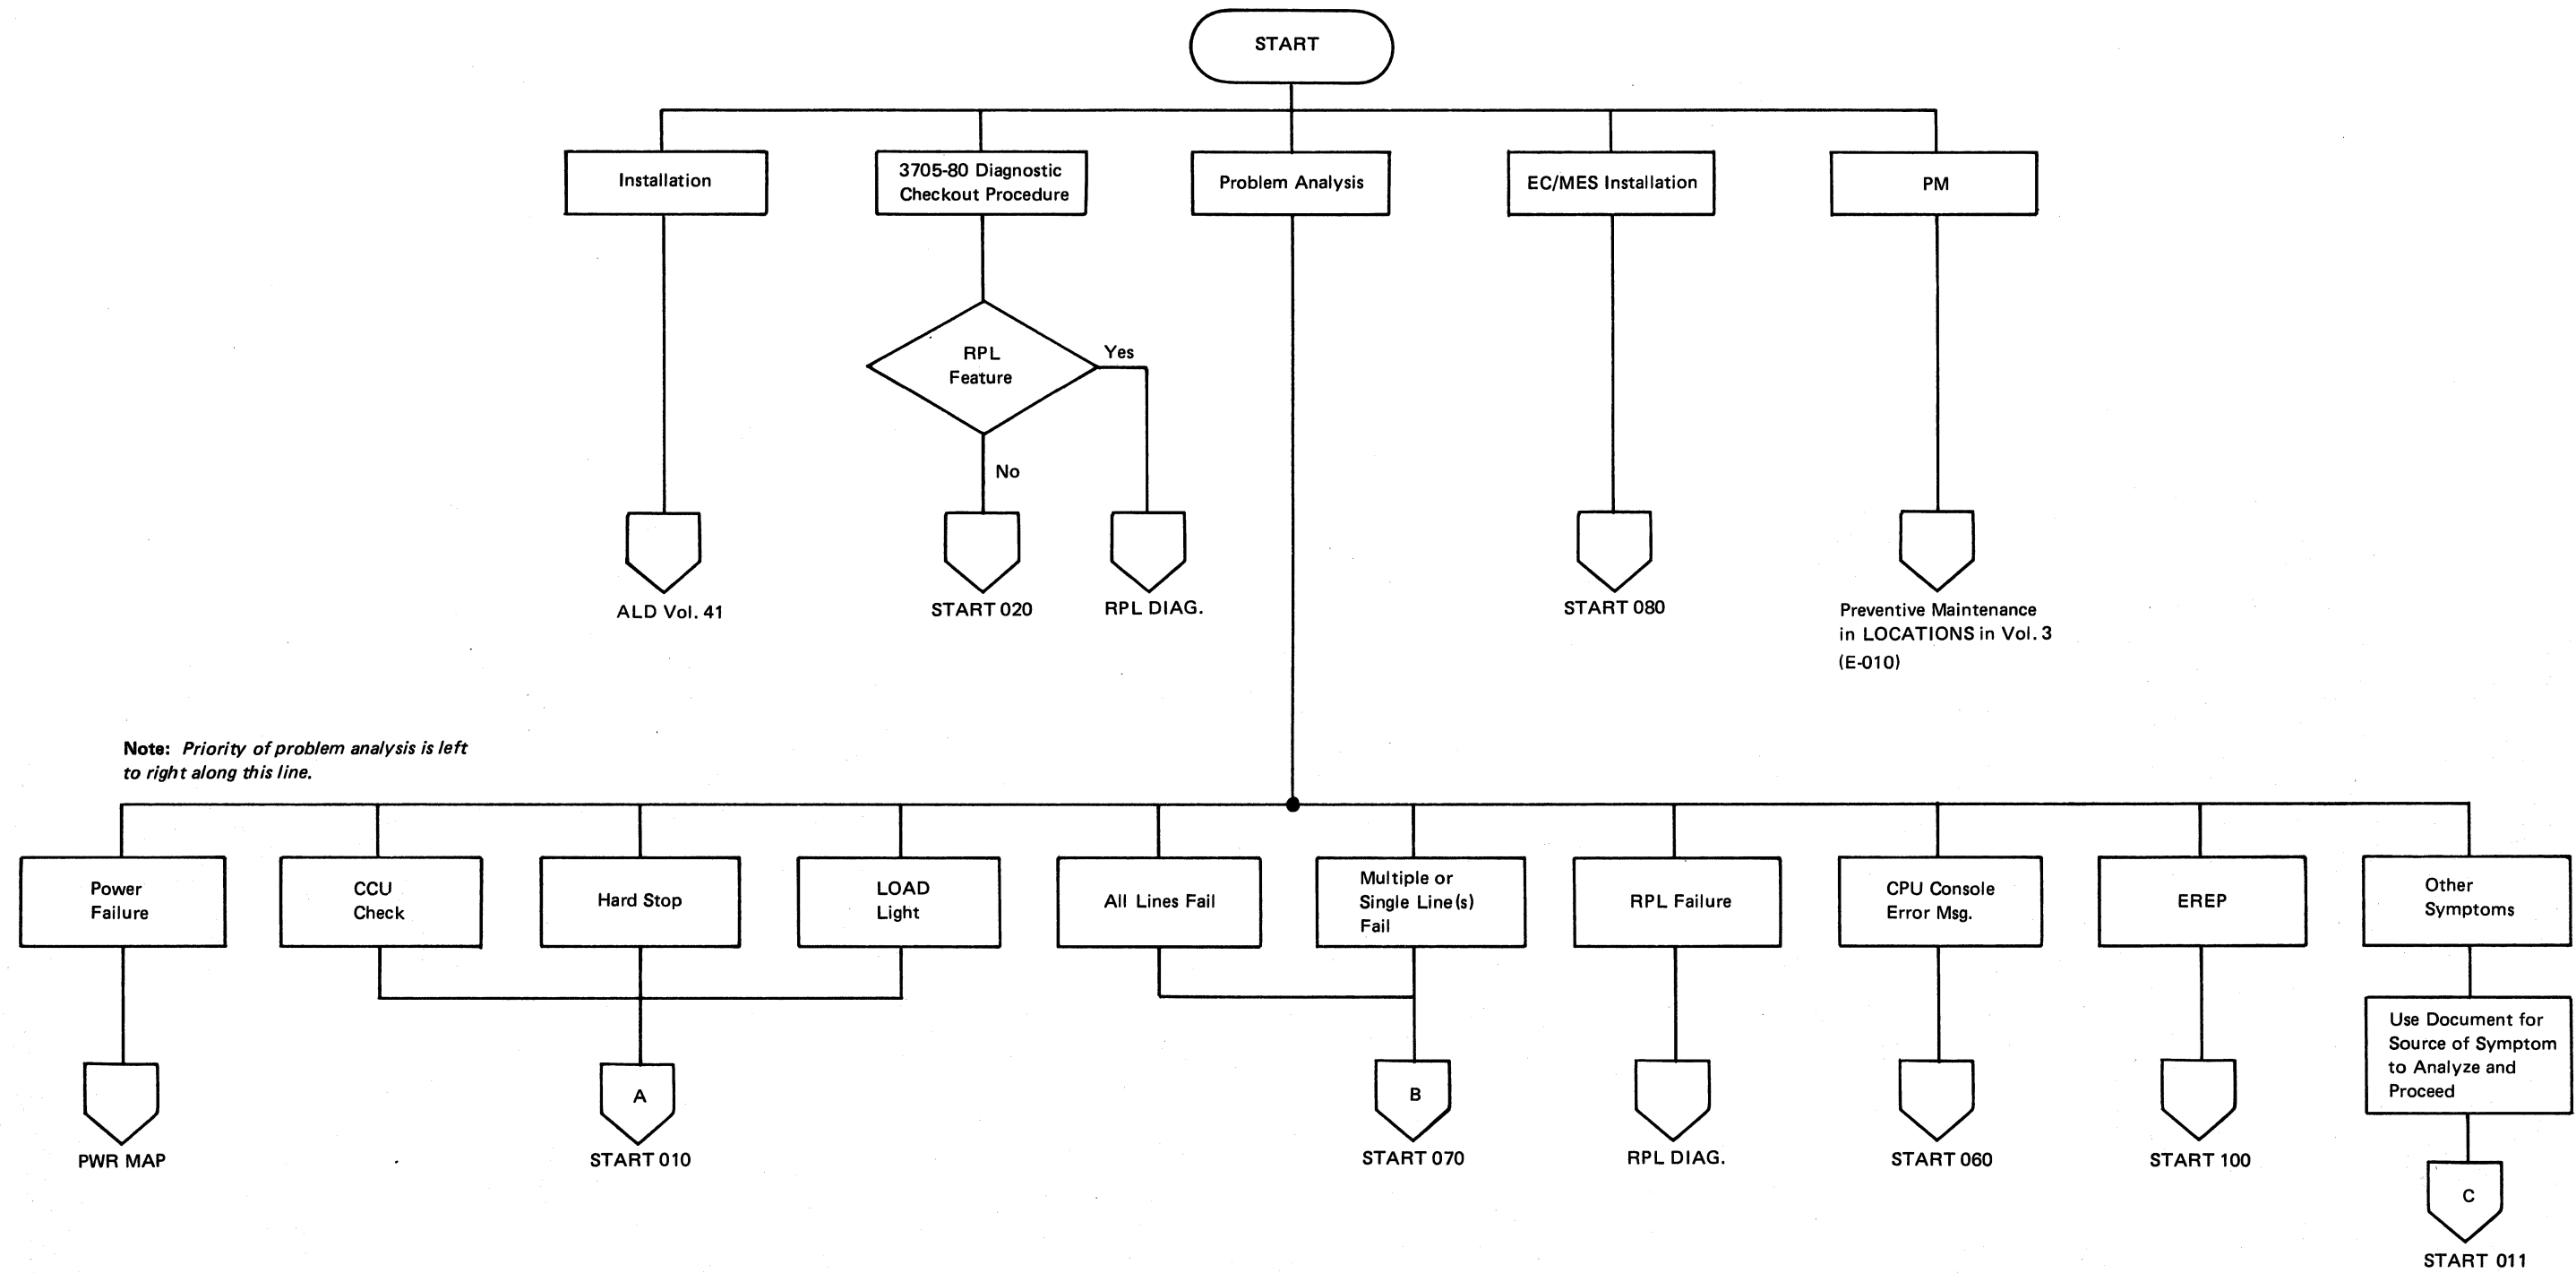 START
Installation
3705-80 Diagnostic
Checkout Procedure
Problem Analysis
EC/MES Installation
PM
RPL
Feature
Yes
No
ALD Vol. 41
START 020
RPL DIAG.
START 080
Preventive Maintenance
in LOCATIONS in Vol. 3
(E-010)
Note: Priority of problem analysis is left
to right along this line.
Power
Failure
CCU
Check
Hard Stop
LOAD
Light
All Lines Fail
Multiple or
Single Line(s)
Fail
RPL Failure
CPU Console
Error Msg.
EREP
Other
Symptoms
Use Document for
Source of Symptom
to Analyze and
Proceed
A
B
C
PWR MAP
START 010
START 070
RPL DIAG.
START 060
START 100
START 011